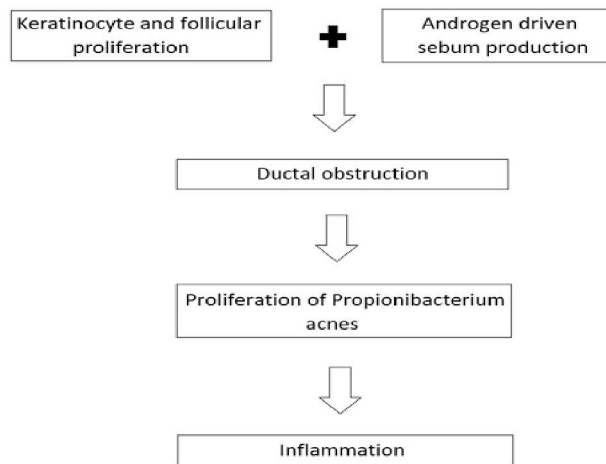 Keratinocyte and follicular
proliferation
Androgen driven
sebum production
Ductal obstruction
Proliferation of Propionibacterium
acnes
Inflammation